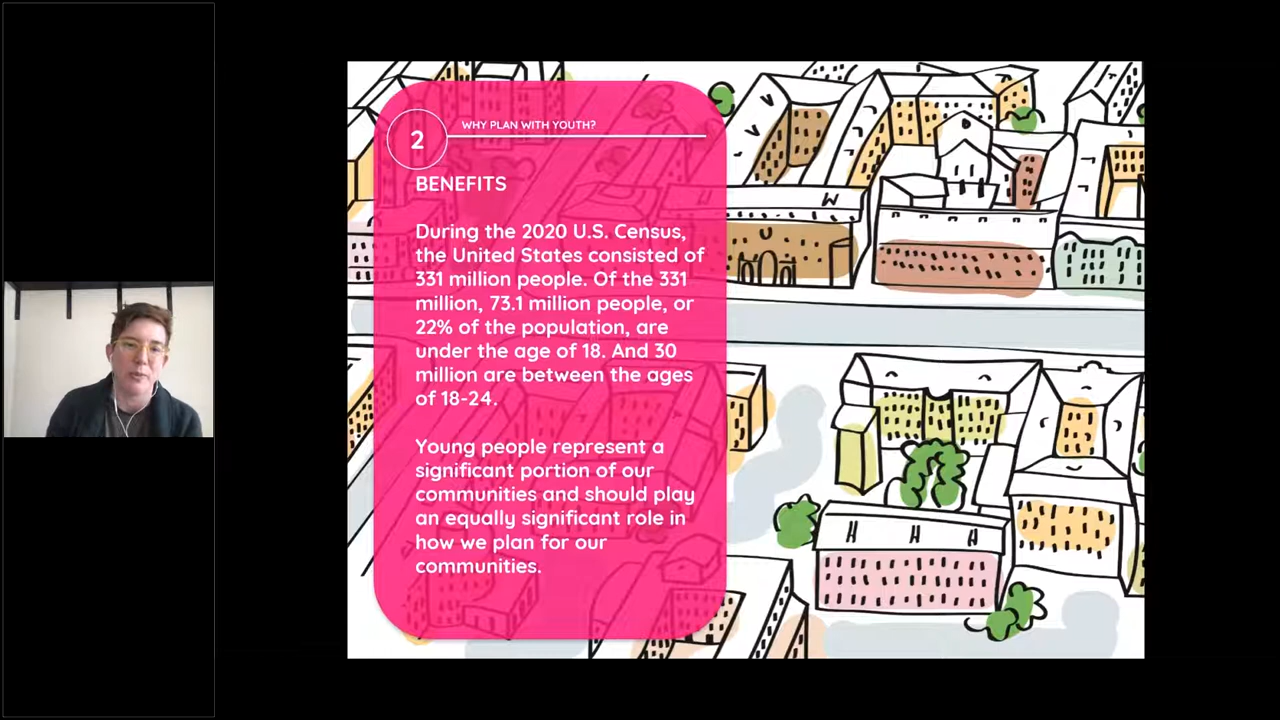 2
WHY PLAN WITH YOUTH?
BENEFITS
During the 2020 U.S. Census,
the United States consisted of
331 million people. Of the 331
million, 73.1 million people, or
22% of the population, are
under the age of 18. And 30
million are between the ages
of 18-24.
Young people represent a
significant portion of our
communities and should play
an equally significant role in
how we plan for our
communities.